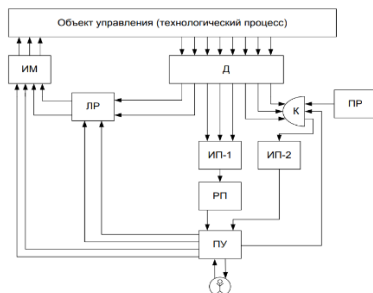 Объект управления (технологический процесс)
ИМ
Д
ЛР
К
ПР
ИП-1
ИП-2
РП
ПУ